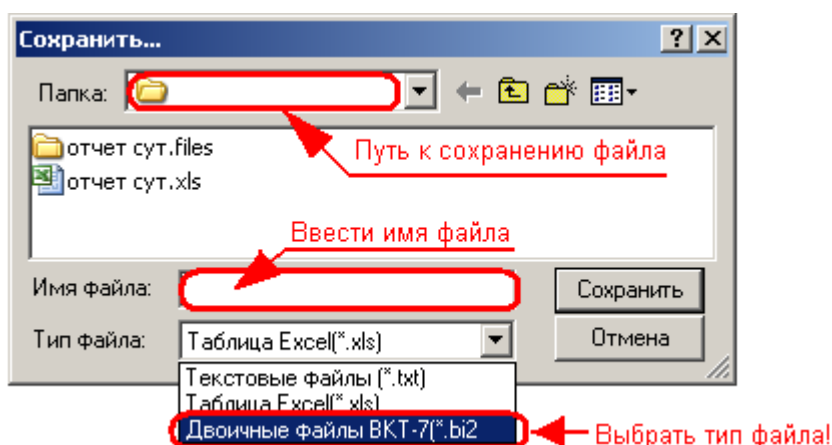 Сохранить...
Папка:
отчет сут.files
отчет сут.xls
Путь к сохранению файла
Ввести имя файла
Имя файла:
Сохранить
Тип файла:
Таблица Excel(*.xls)
Отмена
Текстовые файлы (*.txt)
Таблица Excel(*.xls)
Двоичные файлы ВКТ-7(*.bi2
Выбрать тип файла!